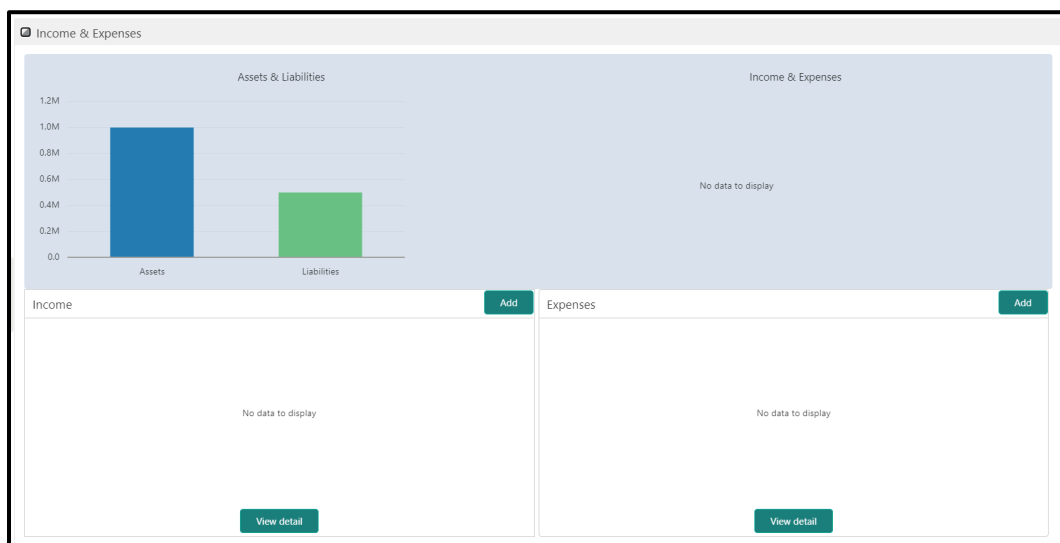 Income & Expenses
Assets & Liabilities
1.2M
1.0M
0.8M
0.6M
0.4M
0.2M
0.0
Assets
Liabilities
Income & Expenses
No data to display
Income
Add
No data to display
View detail
Expenses
Add
No data to display
View detail